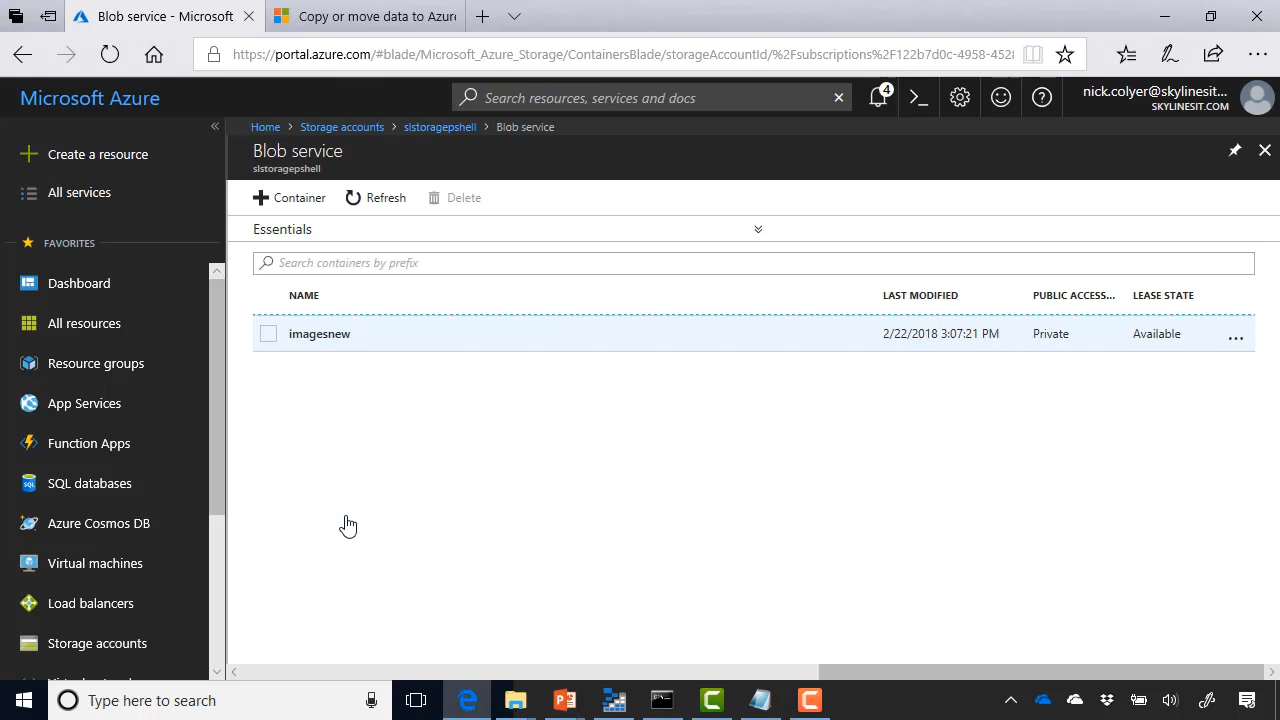 Blob service - Microsoft
Copy or move data to Azure
https://portal.azure.com/#blade/Microsoft_Azure_Storage/ContainersBlade/storageAccountId/%2Fsubscriptions%2F122b7d0c-4958-4528
Microsoft Azure
Search resources, services and docs
4
nick.colyer@skylinesit...
SKYLINESIT.COM
Home > Storage accounts > slstoragepshell > Blob service
Create a resource
All services
FAVORITES
Dashboard
All resources
Resource groups
App Services
Function Apps
SQL databases
Azure Cosmos DB
Virtual machines
Load balancers
Storage accounts
Blob service
slstoragepshell
Container Refresh Delete
Essentials
Search containers by prefix
NAME LAST MODIFIED PUBLIC ACCESS... LEASE STATE
imagesnew 2/22/2018 3:07:21 PM Private Available ...
Type here to search